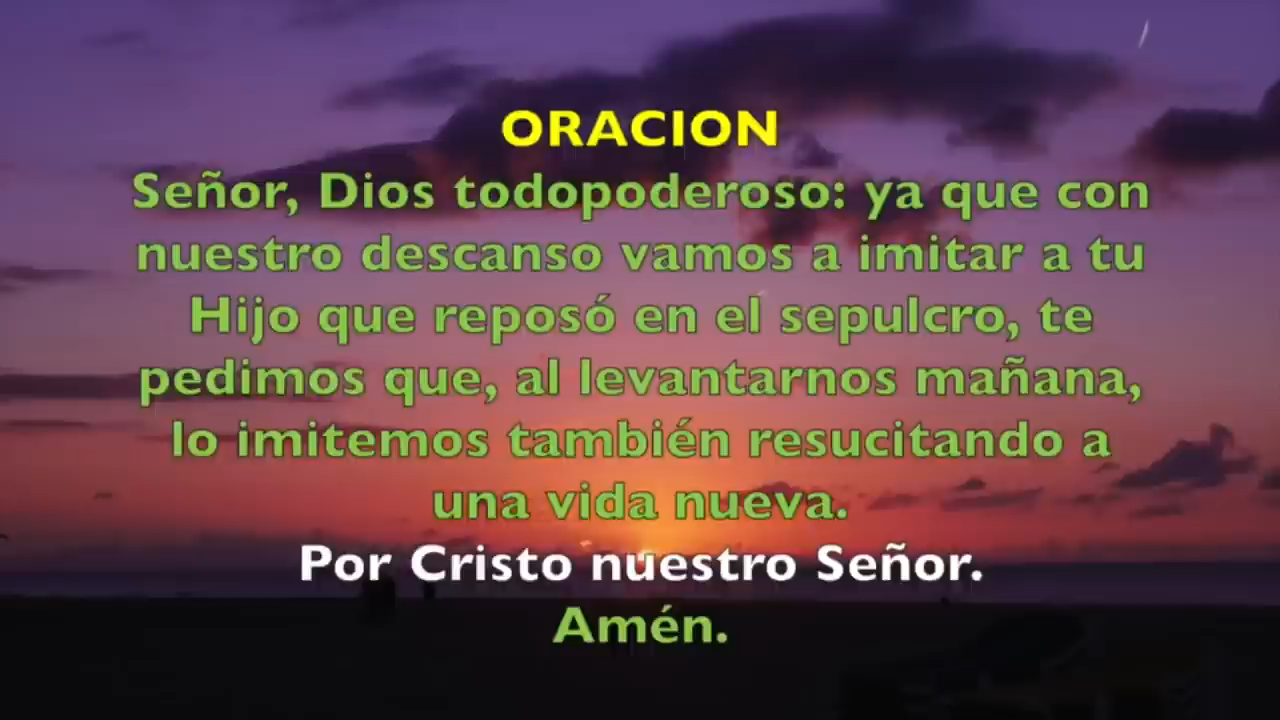 ORACION
Señor, Dios todopoderoso: ya que con
nuestro descanso vamos a imitar a tu
Hijo que reposó en el sepulcro, te
pedimos que, al levantarnos mañana,
lo imitemos también resucitando a
una vida nueva.
Por Cristo nuestro Señor.
Amén.